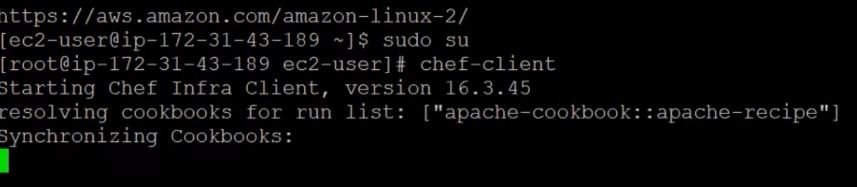 https://aws.amazon.com/amazon-linux-2/
[ec2-user@ip-172-31-43-189 ~]$ sudo su
[root@ip-172-31-43-189 ec2-user]# chef-client
Starting Chef Infra Client, version 16.3.45
resolving cookbooks for run list: ["apache-cookbook::apache-recipe"]
Synchronizing Cookbooks: